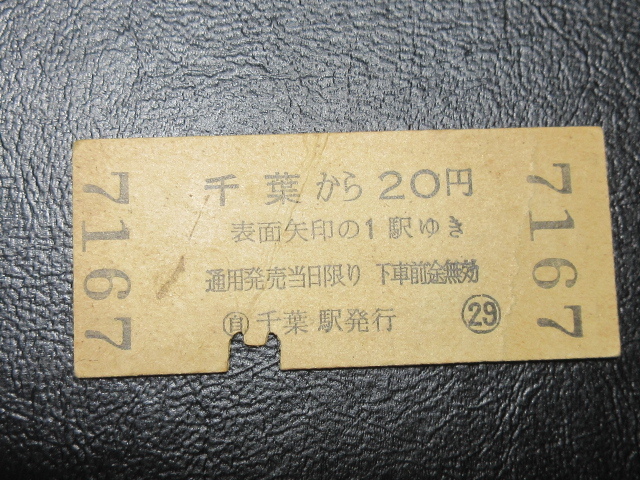 7167
千葉から20円
表面矢印の1駅ゆき
通用発売当日限り 下車前途無効
自 千葉駅発行 29
7167